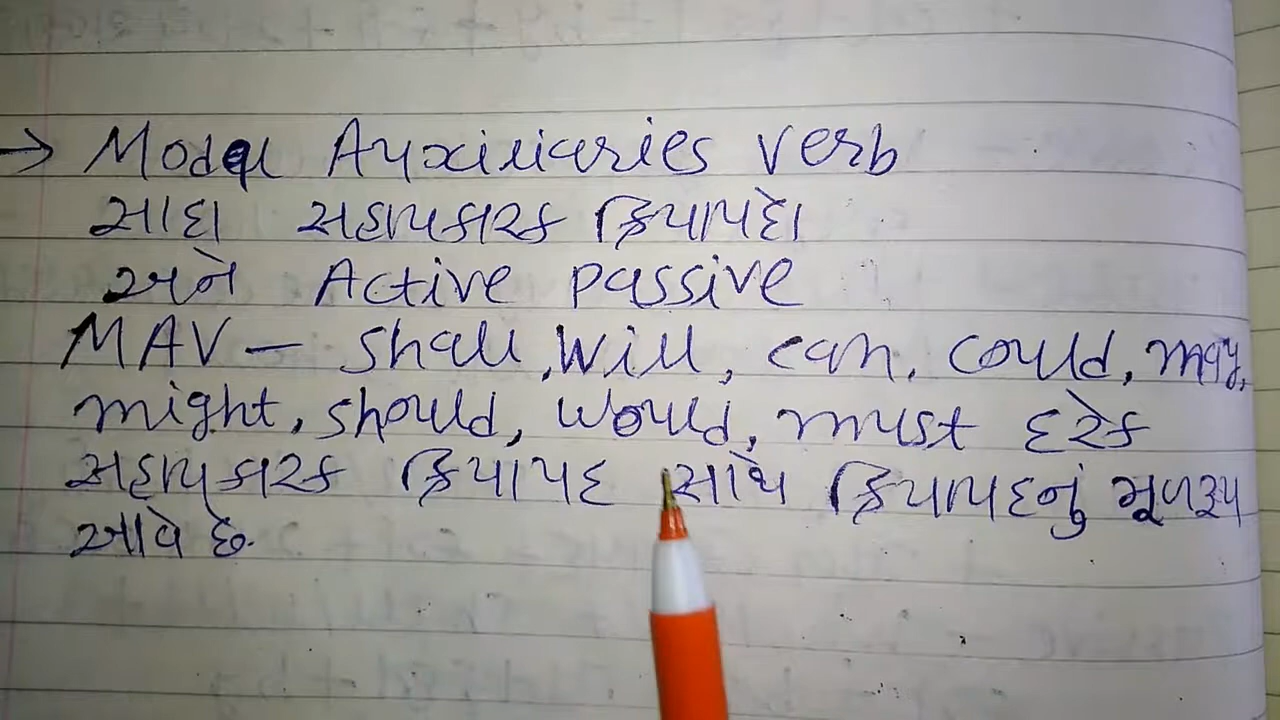 → Modal Auxiliaries verb
સાદા સહાયકારક ક્રિયાપદો
અને Active passive
MAV - shall, will, can, could, may,
might, should, would, must દરેક
સહાયકારક ક્રિયાપદ સાથે ક્રિયાપદનું મૂળરૂપ
આવે છે.